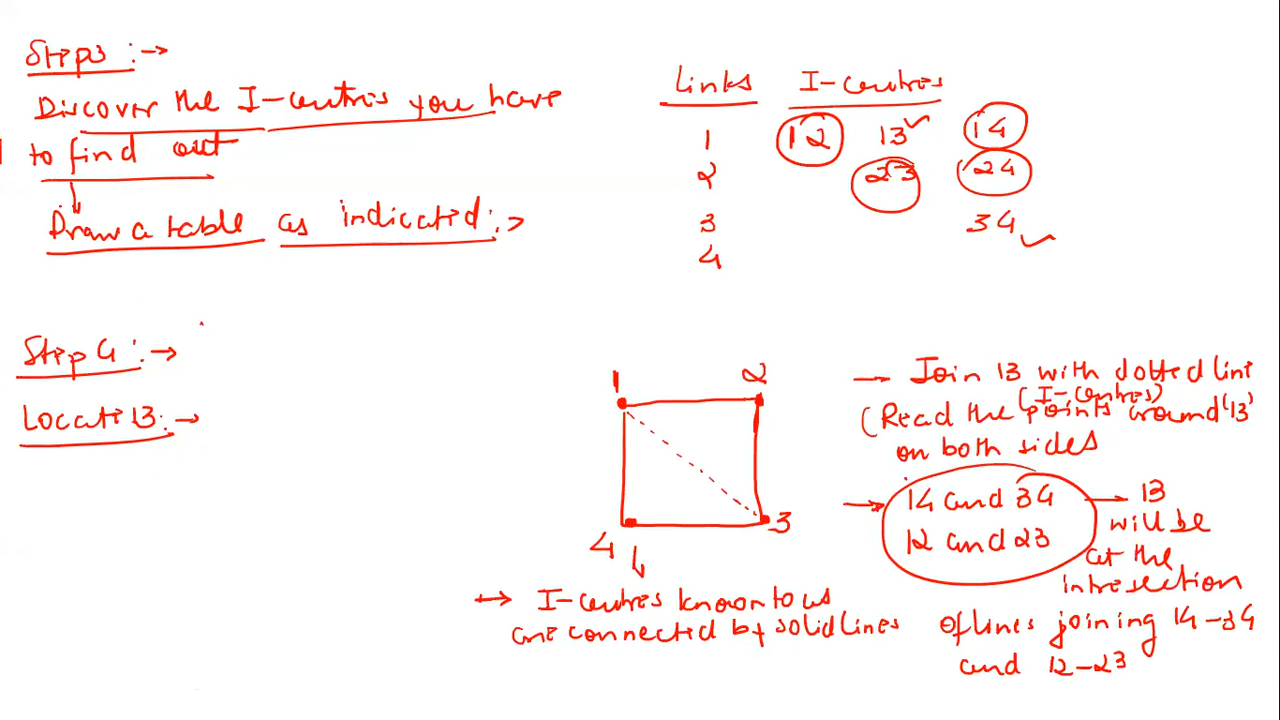 Step3 :→
Discover the I-centres you have
to find out
Draw a table as indicated :→
Links I-centres
1 12 13 14
2 23 24
3 34
4
Step 4 :→
Locate 13 :→
1 2
4 3
→ I-centres known to us
are connected by solid lines
→ Join 13 with dotted line
(I-centres)
(Read the points around '13'
on both sides
→ 14 and 34 → 13
12 and 23 will be
at the
intresection
of lines joining 14-34
and 12-23